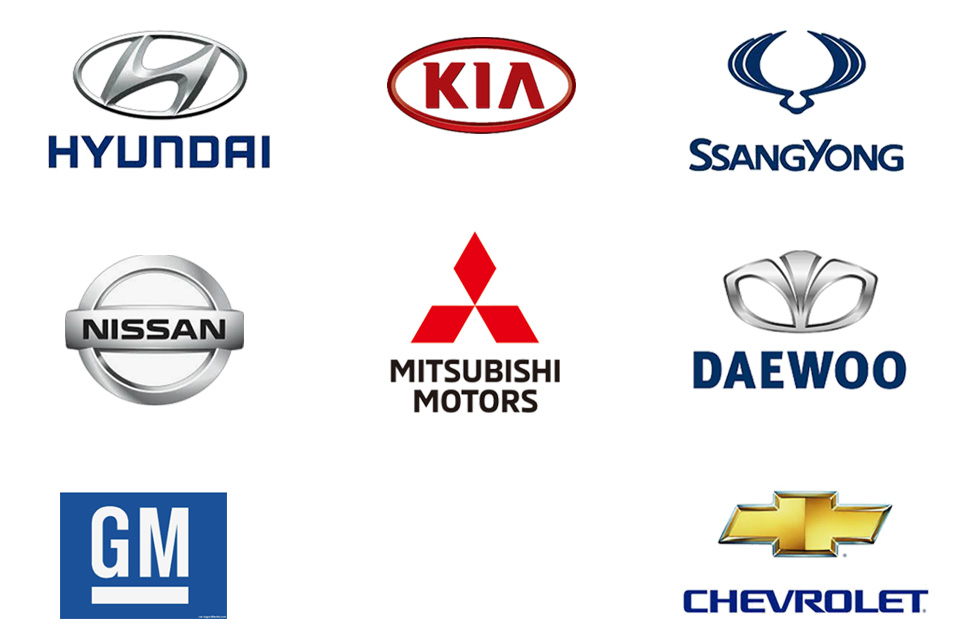 HYUNDAI
KIA
SSANGYONG
NISSAN
MITSUBISHI
MOTORS
DAEWOO
GM
CHEVROLET